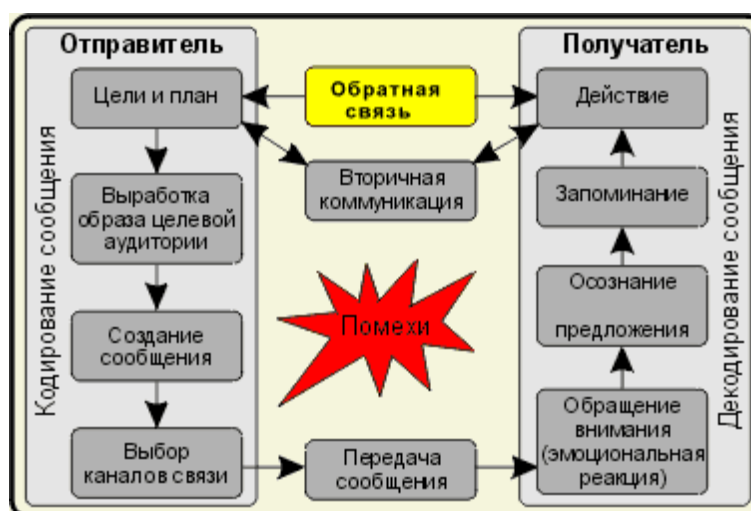 Отправитель
Кодирование сообщения
Цели и план
Выработка
образа целевой
аудитории
Создание
сообщения
Выбор
каналов связи
Обратная
связь
Вторичная
коммуникация
Помехи
Передача
сообщения
Получатель
Действие
Запоминание
Осознание
предложения
Обращение
внимания
(эмоциональная
реакция)
Декодирование сообщения